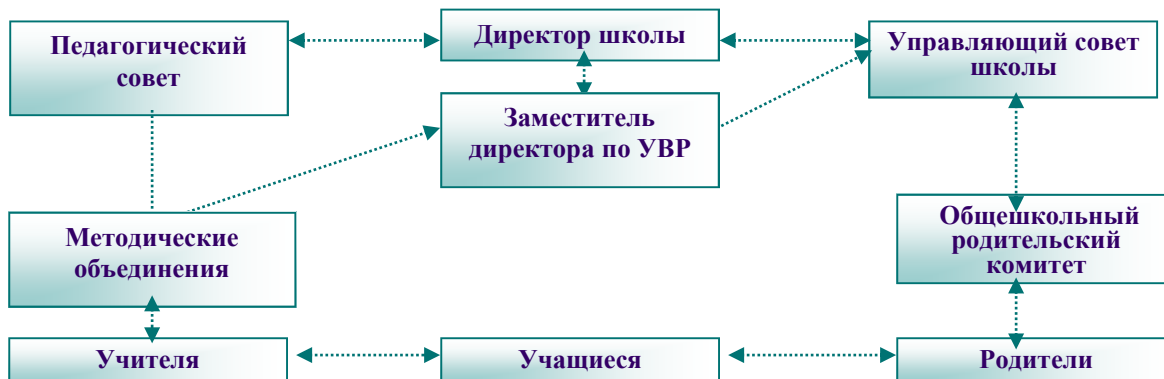 Педагогический
совет
Директор школы
Управляющий совет
школы
Заместитель
директора по УВР
Методические
объединения
Общешкольный
родительский
комитет
Учителя
Учащиеся
Родители